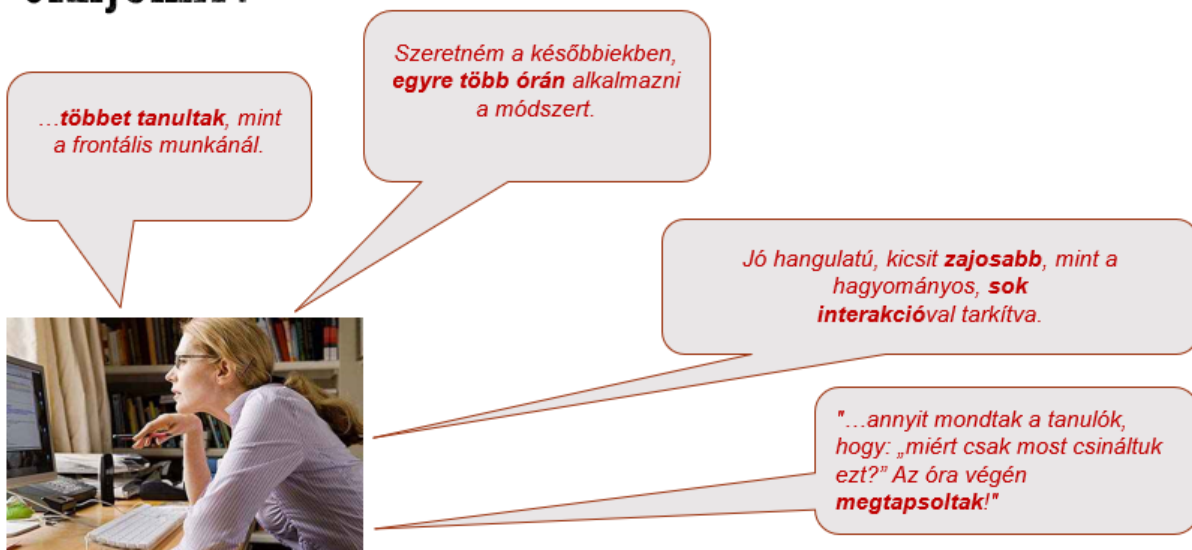 Szeretném a későbbiekben,
egyre több órán alkalmazni
a módszert.
…többet tanultak, mint
a frontális munkánál.
Jó hangulatú, kicsit zajosabb, mint a
hagyományos, sok
interakcióval tarkítva.
"…annyit mondtak a tanulók,
hogy: „miért csak most csináltuk
ezt?” Az óra végén
megtapsoltak!"